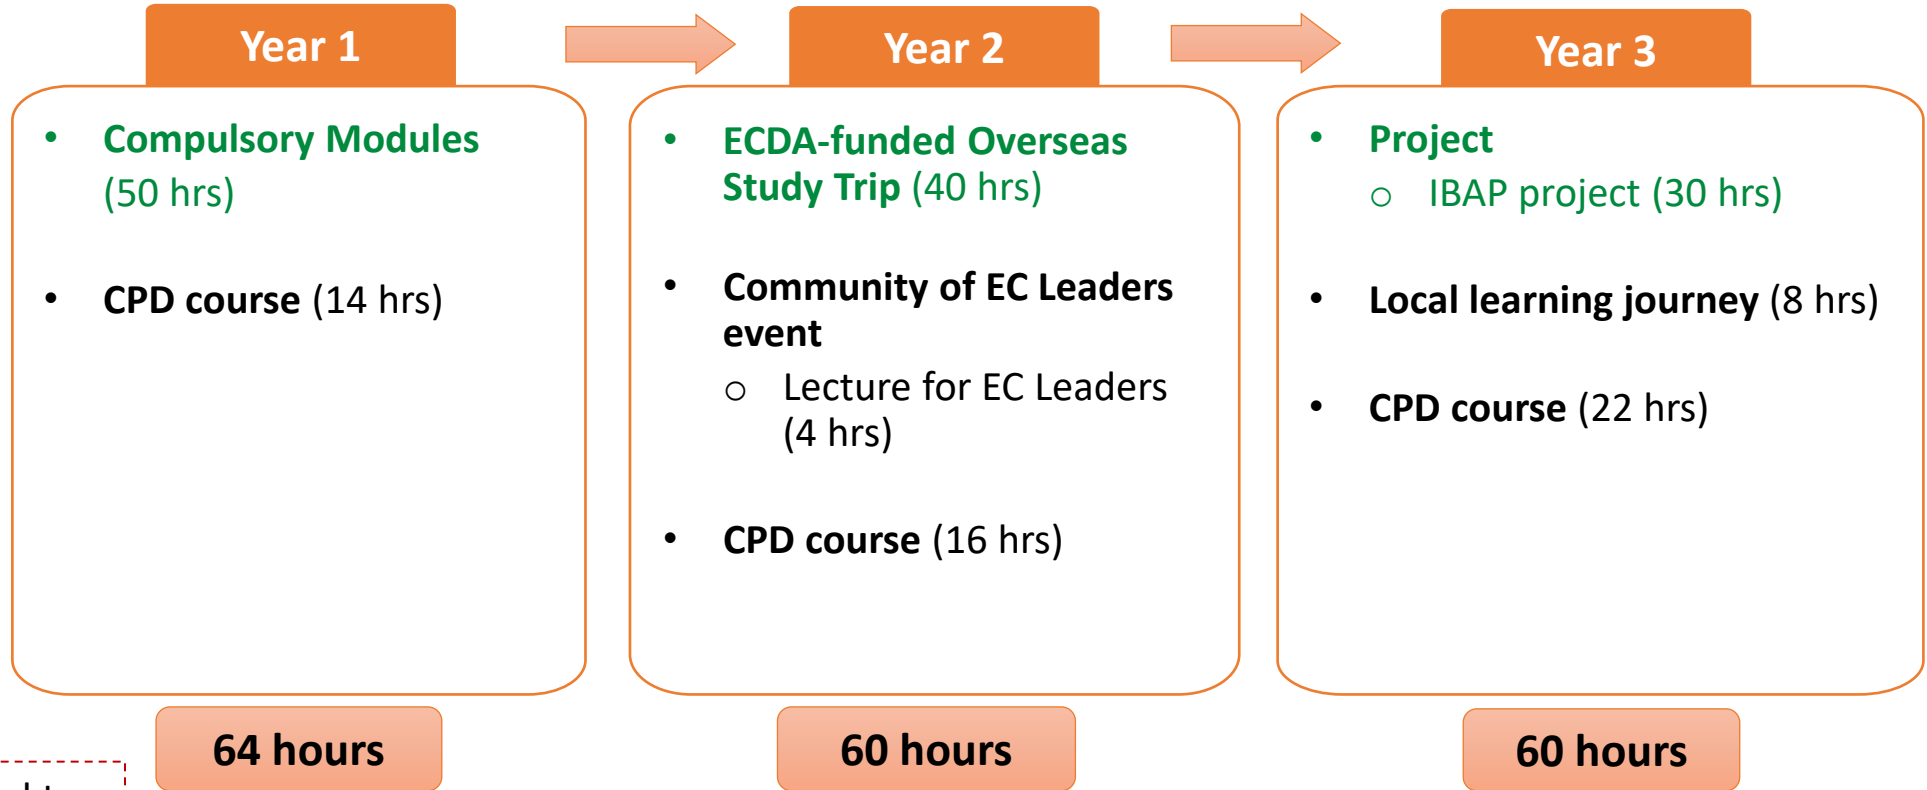 Year 1
• Compulsory Modules
(50 hrs)
• CPD course (14 hrs)
64 hours
Year 2
• ECDA-funded Overseas
Study Trip (40 hrs)
• Community of EC Leaders
event
o Lecture for EC Leaders
(4 hrs)
• CPD course (16 hrs)
60 hours
Year 3
• Project
o IBAP project (30 hrs)
• Local learning journey (8 hrs)
• CPD course (22 hrs)
60 hours